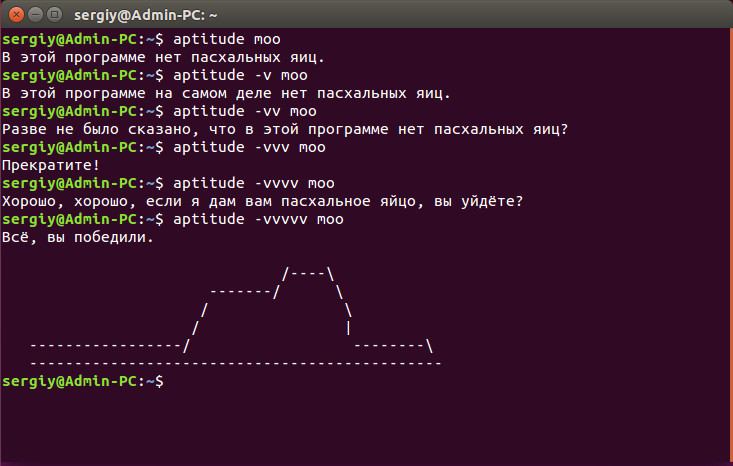 sergiy@Admin-PC: ~
sergiy@Admin-PC:~$ aptitude moo
В этой программе нет пасхальных яиц.
sergiy@Admin-PC:~$ aptitude -v moo
В этой программе на самом деле нет пасхальных яиц.
sergiy@Admin-PC:~$ aptitude -vv moo
Разве не было сказано, что в этой программе нет пасхальных яиц?
sergiy@Admin-PC:~$ aptitude -vvv moo
Прекратите!
sergiy@Admin-PC:~$ aptitude -vvvv moo
Хорошо, хорошо, если я дам вам пасхальное яйцо, вы уйдёте?
sergiy@Admin-PC:~$ aptitude -vvvvv moo
Всё, вы победили.
                               /----\
                       -------/      \
                      /               \
                     /                |
   -----------------/                  --------\
   ----------------------------------------------
sergiy@Admin-PC:~$